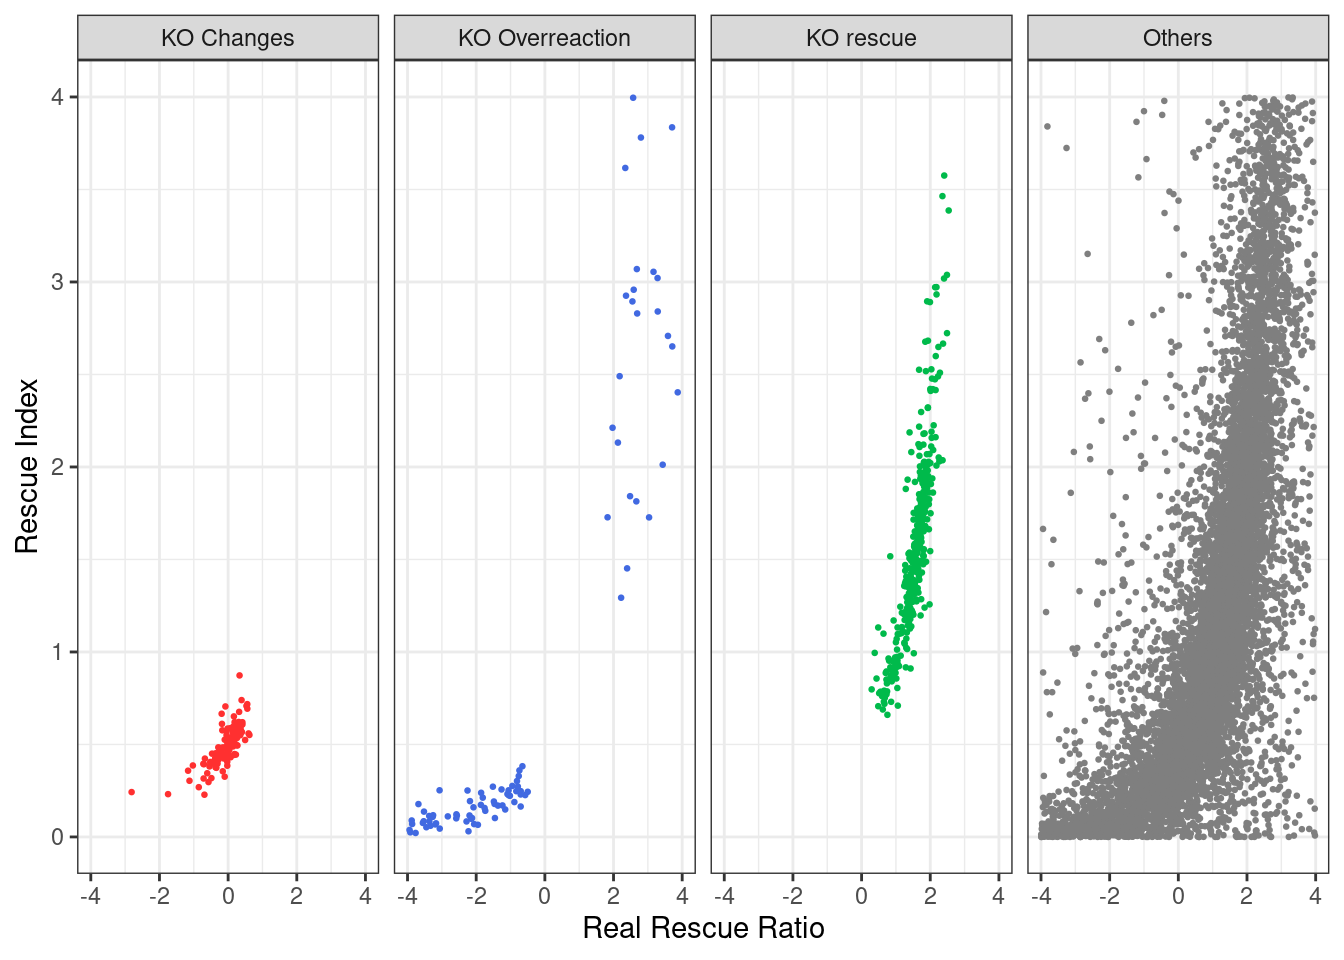 KO Changes
KO Overreaction
KO rescue
Others
Rescue Index
4
3
2
1
0
-4 -2 0 2 4
-4 -2 0 2 4
-4 -2 0 2 4
-4 -2 0 2 4
Real Rescue Ratio